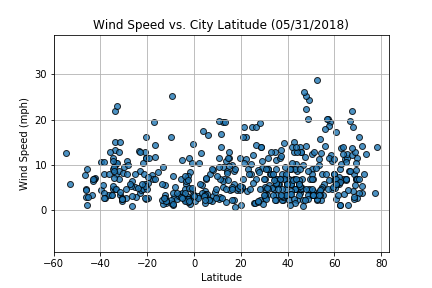 Wind Speed vs. City Latitude (05/31/2018)
Wind Speed (mph)
30
20
10
0
−60 −40 −20 0 20 40 60 80
Latitude